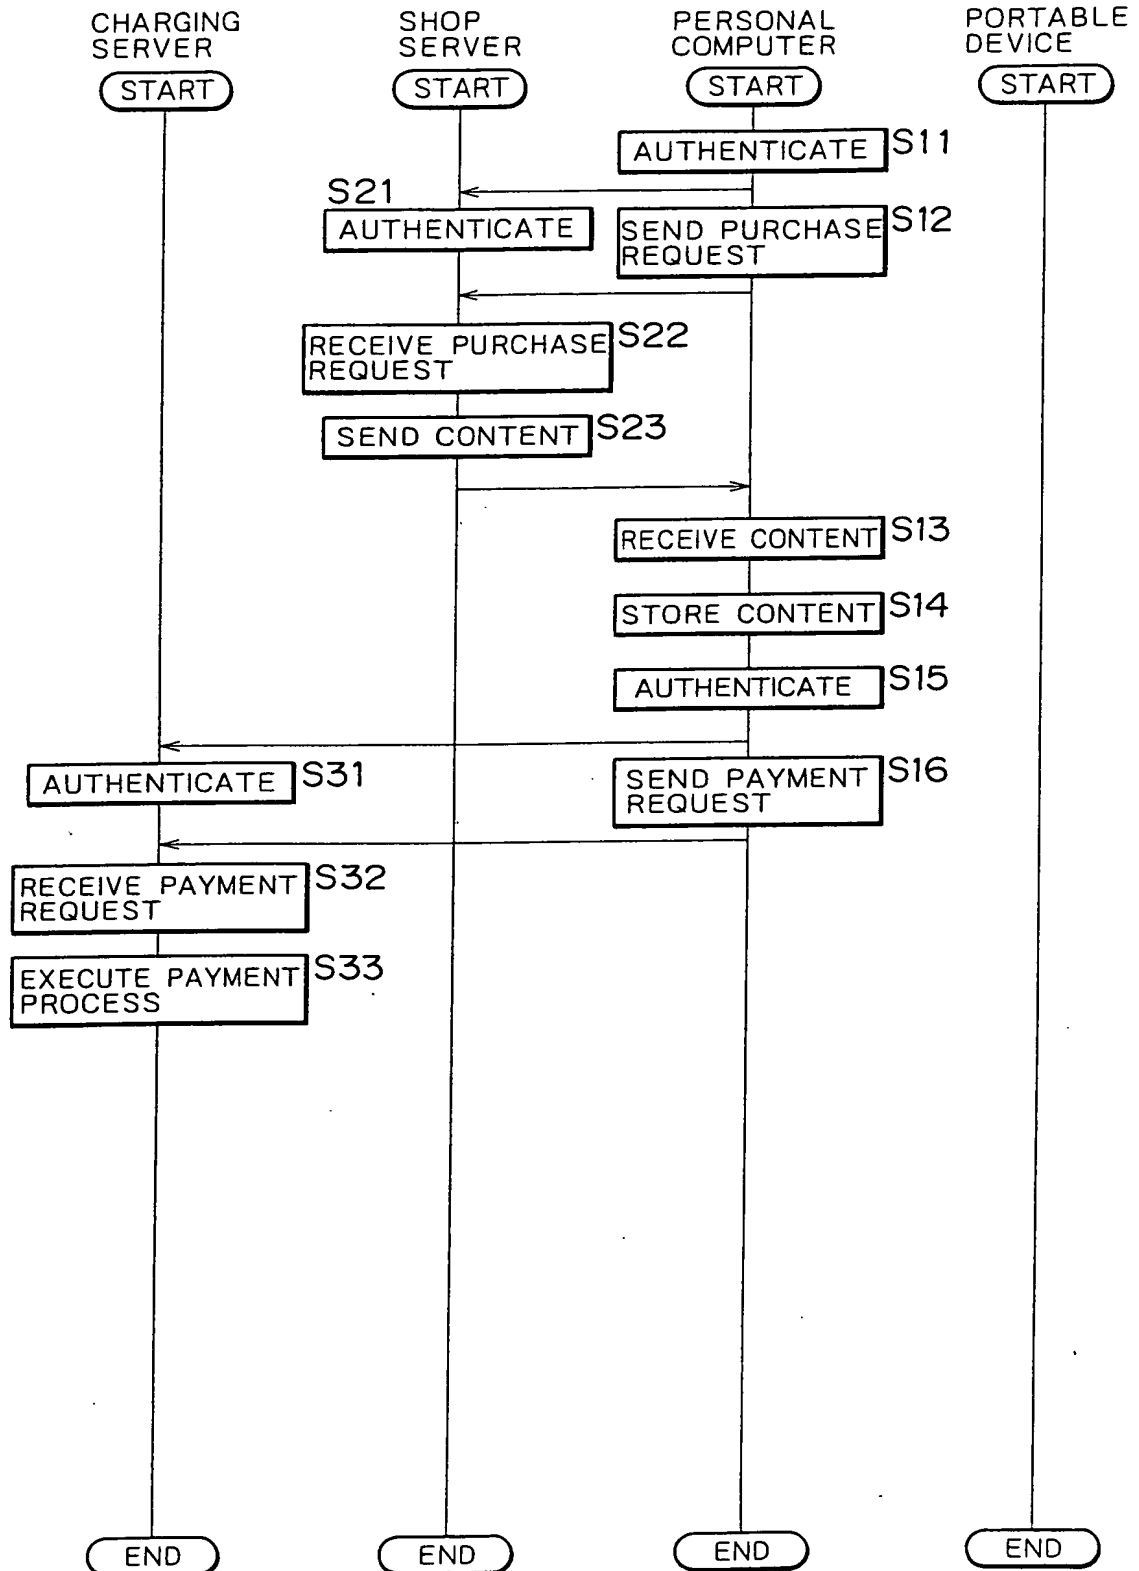 CHARGING
SERVER
SHOP
SERVER
PERSONAL
COMPUTER
PORTABLE
DEVICE
START
START
START
START
AUTHENTICATE
S11
S21
AUTHENTICATE
SEND PURCHASE
REQUEST
S12
RECEIVE PURCHASE
REQUEST
S22
SEND CONTENT
S23
RECEIVE CONTENT
S13
STORE CONTENT
S14
AUTHENTICATE
S15
AUTHENTICATE
S31
SEND PAYMENT
REQUEST
S16
RECEIVE PAYMENT
REQUEST
S32
EXECUTE PAYMENT
PROCESS
S33
END
END
END
END